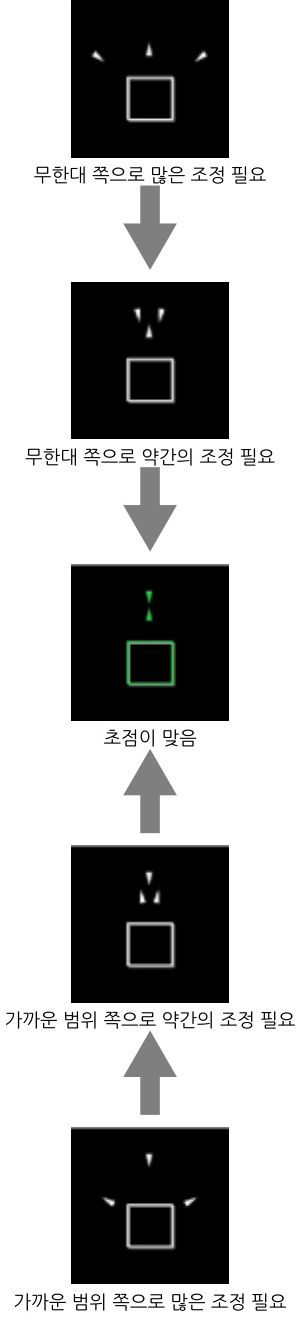 무한대 쪽으로 많은 조정 필요
무한대 쪽으로 약간의 조정 필요
초점이 맞음
가까운 범위 쪽으로 약간의 조정 필요
가까운 범위 쪽으로 많은 조정 필요